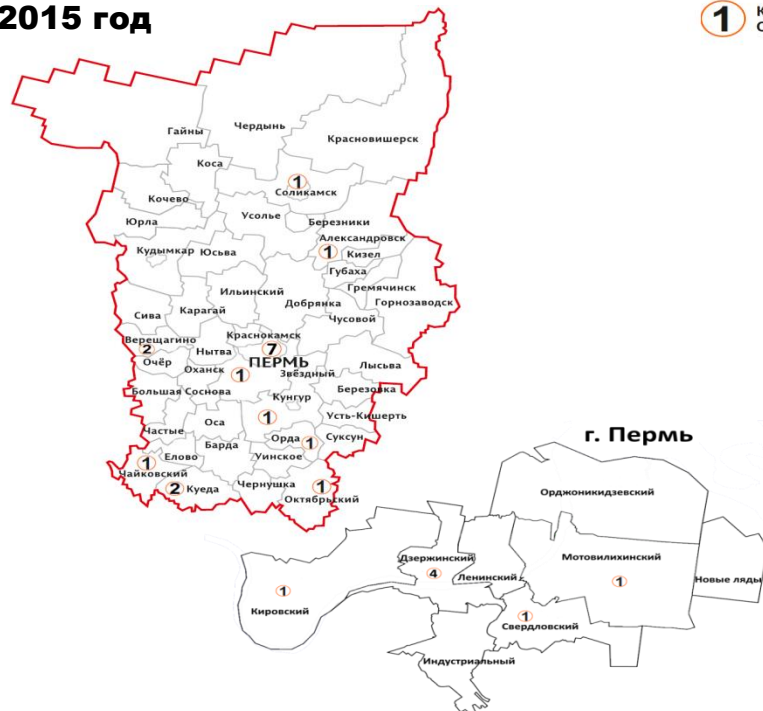 2015 год
1
Гайны
Чердынь
Красновишерск
Коса
1
Соликамск
Кочево
Юрла
Усолье
Березники
Александровск
1
Кизел
Кудымкар
Юсьва
Губаха
Гремячинск
Ильинский
Добрянка
Горнозаводск
Сива
Карагай
Чусовой
Верещагино
2
Краснокамск
7
Нытва
ПЕРМЬ
Очёр
Оханск
1
Звёздный
Лысьва
Большая Соснова
Березовка
Кунгур
1
Усть-Кишерть
Оса
Частые
Орда
1
Суксун
Барда
Уинское
Елово
1
Чайковский
2
Куеда
Чернушка
1
Октябрьский
г. Пермь
Орджоникидзевский
Дзержинский
4
Ленинский
Мотовилихинский
1
Новые ляды
1
Кировский
1
Свердловский
Индустриальный